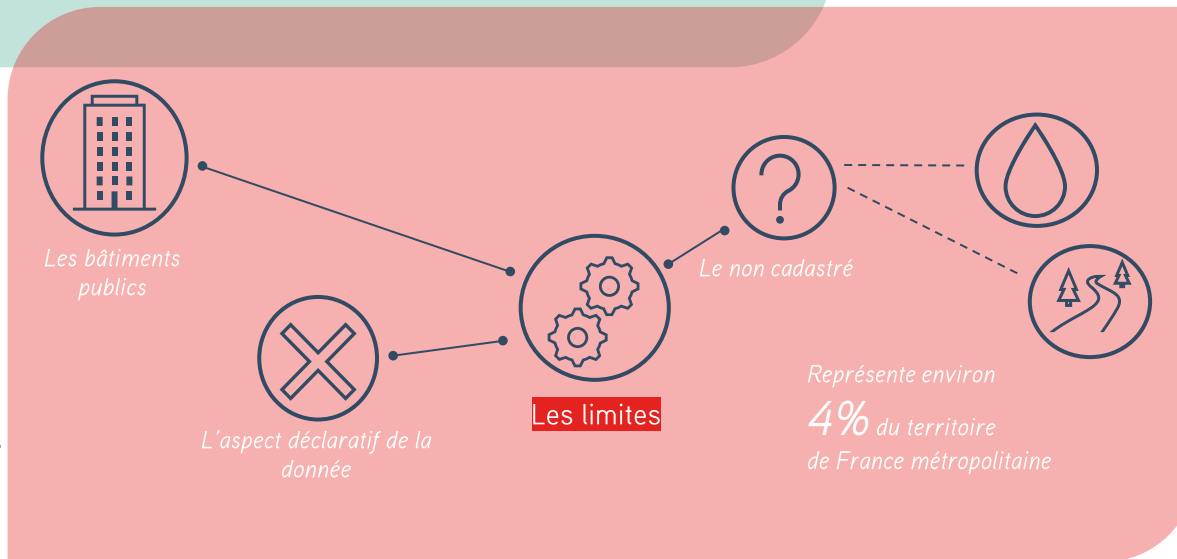 Les bâtiments
publics
L'aspect déclaratif de la
donnée
Les limites
Le non cadastré
Représente environ
4% du territoire
de France métropolitaine